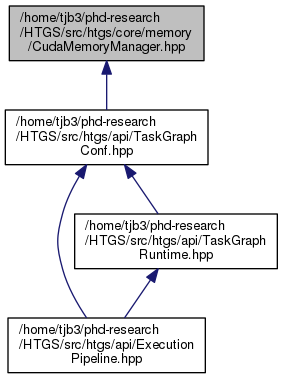 /home/tjb3/phd-research
/HTGS/src/htgs/core/memory
/CudaMemoryManager.hpp
/home/tjb3/phd-research
/HTGS/src/htgs/api/TaskGraph
Conf.hpp
/home/tjb3/phd-research
/HTGS/src/htgs/api/TaskGraph
Runtime.hpp
/home/tjb3/phd-research
/HTGS/src/htgs/api/Execution
Pipeline.hpp